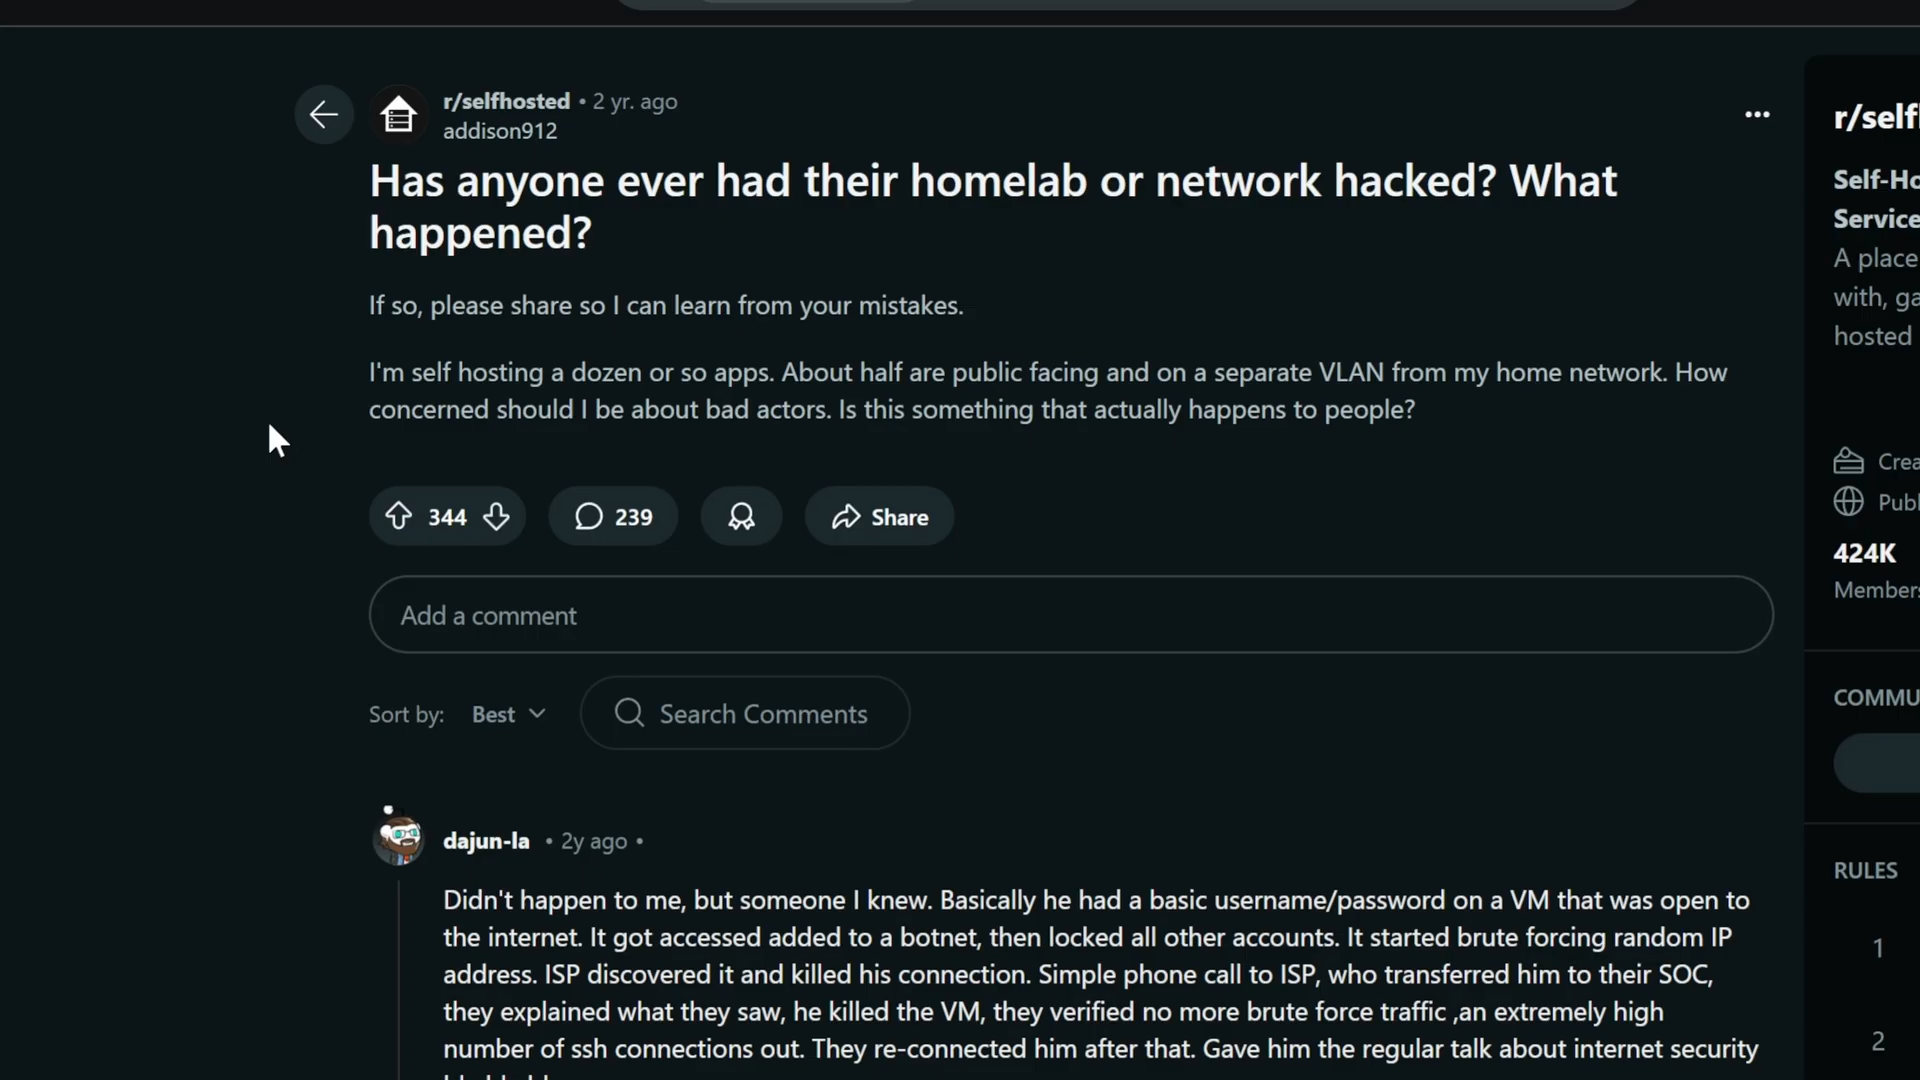 r/selfhosted • 2 yr. ago
addison912
Has anyone ever had their homelab or network hacked? What
happened?
If so, please share so I can learn from your mistakes.
I'm self hosting a dozen or so apps. About half are public facing and on a separate VLAN from my home network. How
concerned should I be about bad actors. Is this something that actually happens to people?
344
239
Share
Add a comment
Sort by: Best
Search Comments
dajun-la • 2y ago •
Didn't happen to me, but someone I knew. Basically he had a basic username/password on a VM that was open to
the internet. It got accessed added to a botnet, then locked all other accounts. It started brute forcing random IP
address. ISP discovered it and killed his connection. Simple phone call to ISP, who transferred him to their SOC,
they explained what they saw, he killed the VM, they verified no more brute force traffic ,an extremely high
number of ssh connections out. They re-connected him after that. Gave him the regular talk about internet security
r/self
Self-Ho
Service
A place
with, ga
hosted
Crea
Publ
424K
Members
COMMU
RULES
1
2